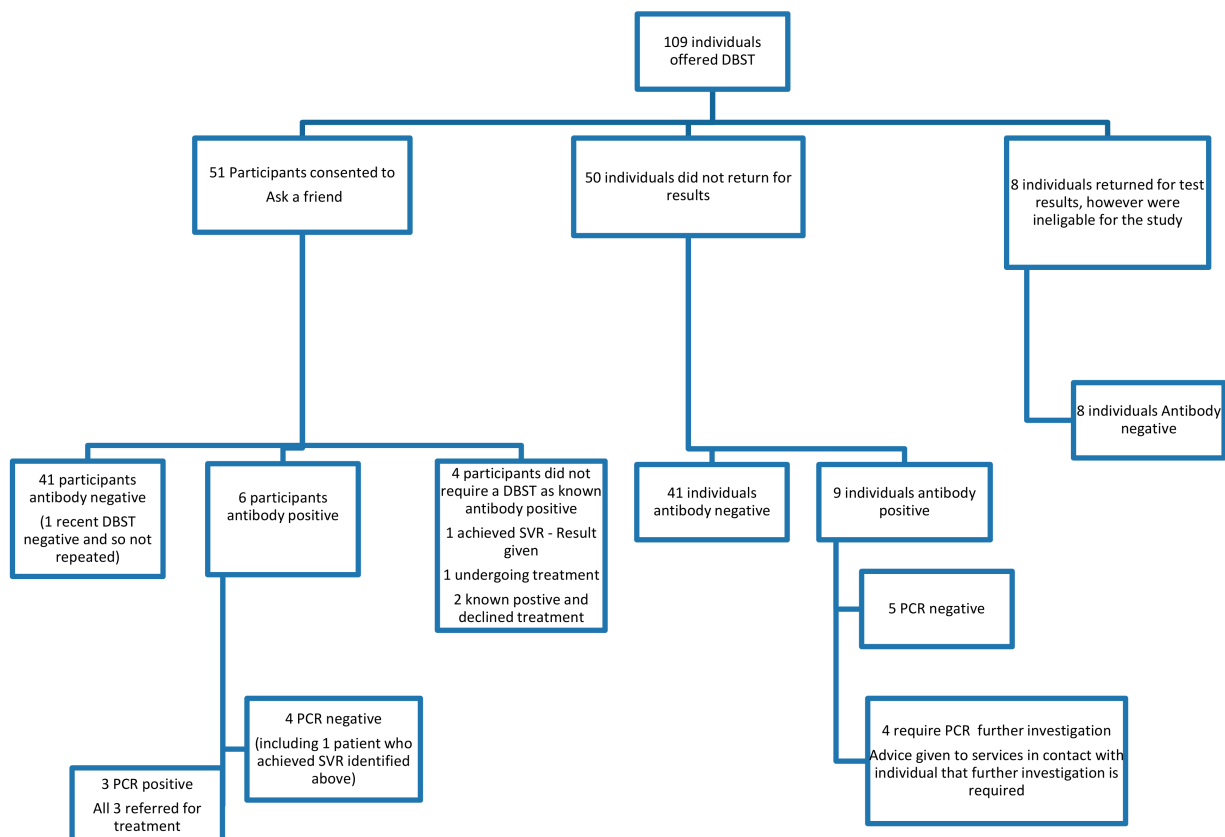 109 individuals
offered DBST
51 Participants consented to
Ask a friend
50 individuals did not return for
results
8 individuals returned for test
results, however were
ineligable for the study
8 individuals Antibody
negative
41 participants
antibody negative
(1 recent DBST
negative and so not
repeated)
6 participants
antibody positive
4 participants did not
require a DBST as known
antibody positive
1 achieved SVR - Result
given
1 undergoing treatment
2 known postive and
declined treatment
41 individuals
antibody negative
9 individuals antibody
positive
5 PCR negative
4 PCR negative
(including 1 patient who
achieved SVR identified
above)
3 PCR positive
All 3 referred for
treatment
4 require PCR further investigation
Advice given to services in contact with
individual that further investigation is
required